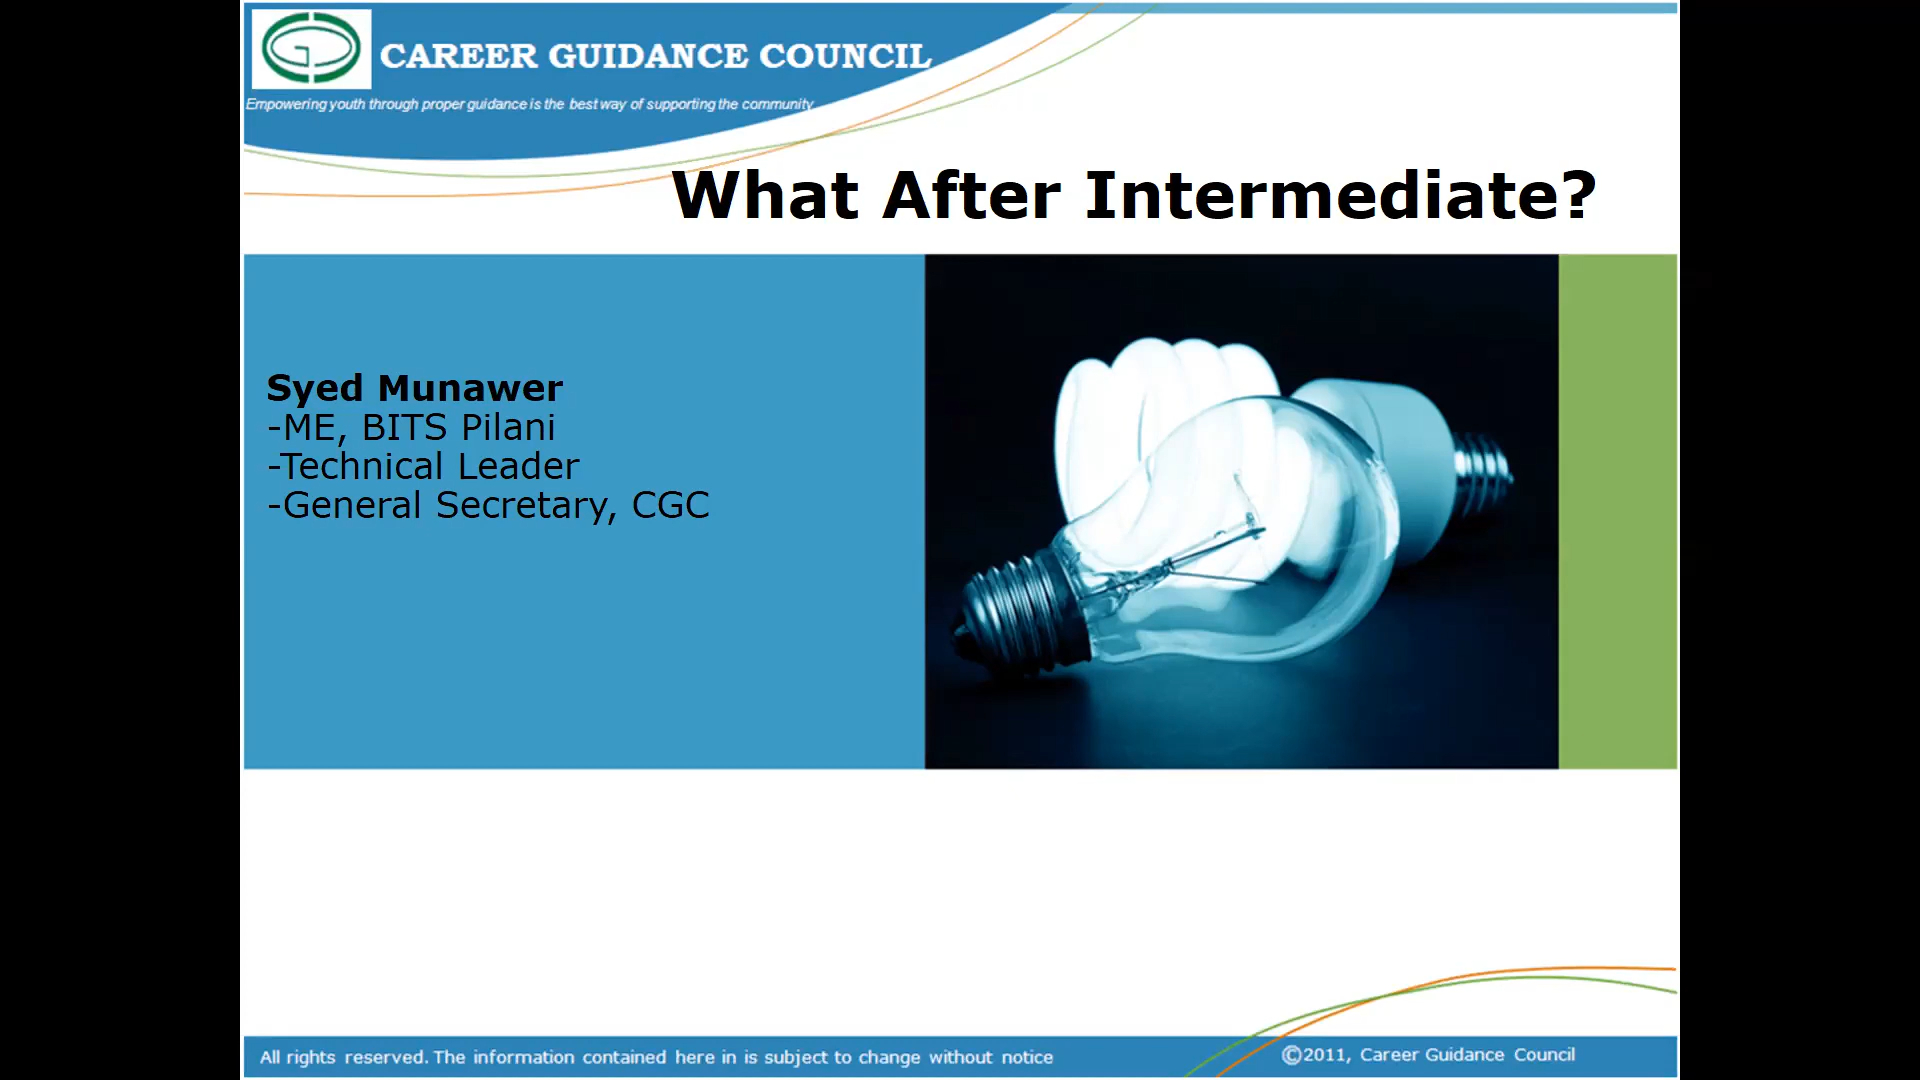 CAREER GUIDANCE COUNCIL
Empowering youth through proper guidance is the best way of supporting the community
What After Intermediate?
Syed Munawer
-ME, BITS Pilani
-Technical Leader
-General Secretary, CGC
All rights reserved. The information contained here in is subject to change without notice
©2011, Career Guidance Council